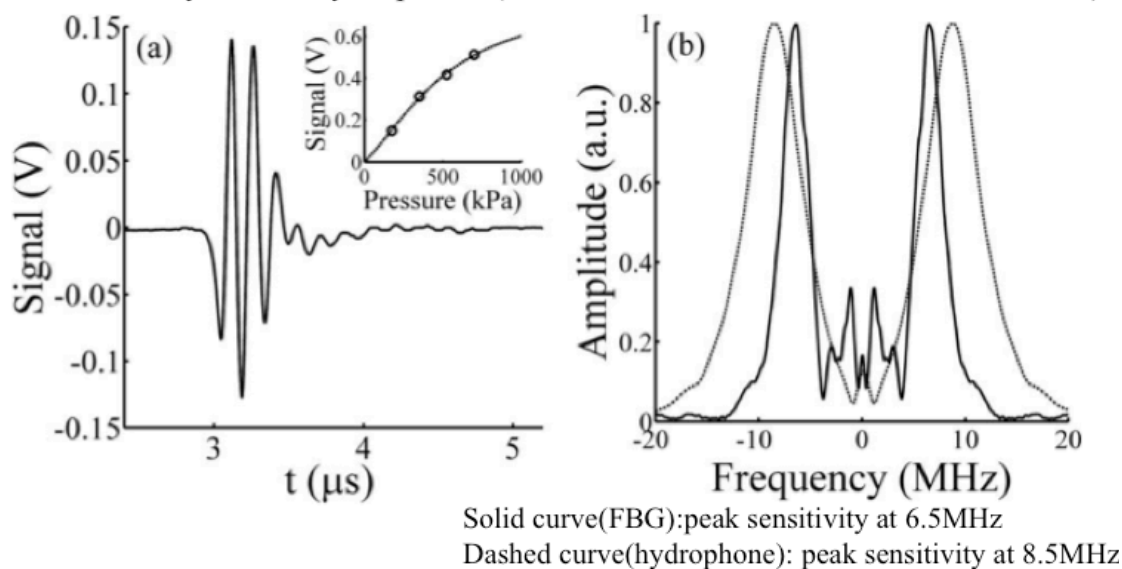 (a)
Signal (V)
0.15
0.1
0.05
0
-0.05
-0.1
-0.15
3
4
5
t (μs)
Signal (V)
0.6
0.4
0.2
0
0
500
1000
Pressure (kPa)
(b)
Amplitude (a.u.)
1
0.8
0.6
0.4
0.2
0
-20
-10
0
10
20
Frequency (MHz)
Solid curve(FBG):peak sensitivity at 6.5MHz
Dashed curve(hydrophone): peak sensitivity at 8.5MHz